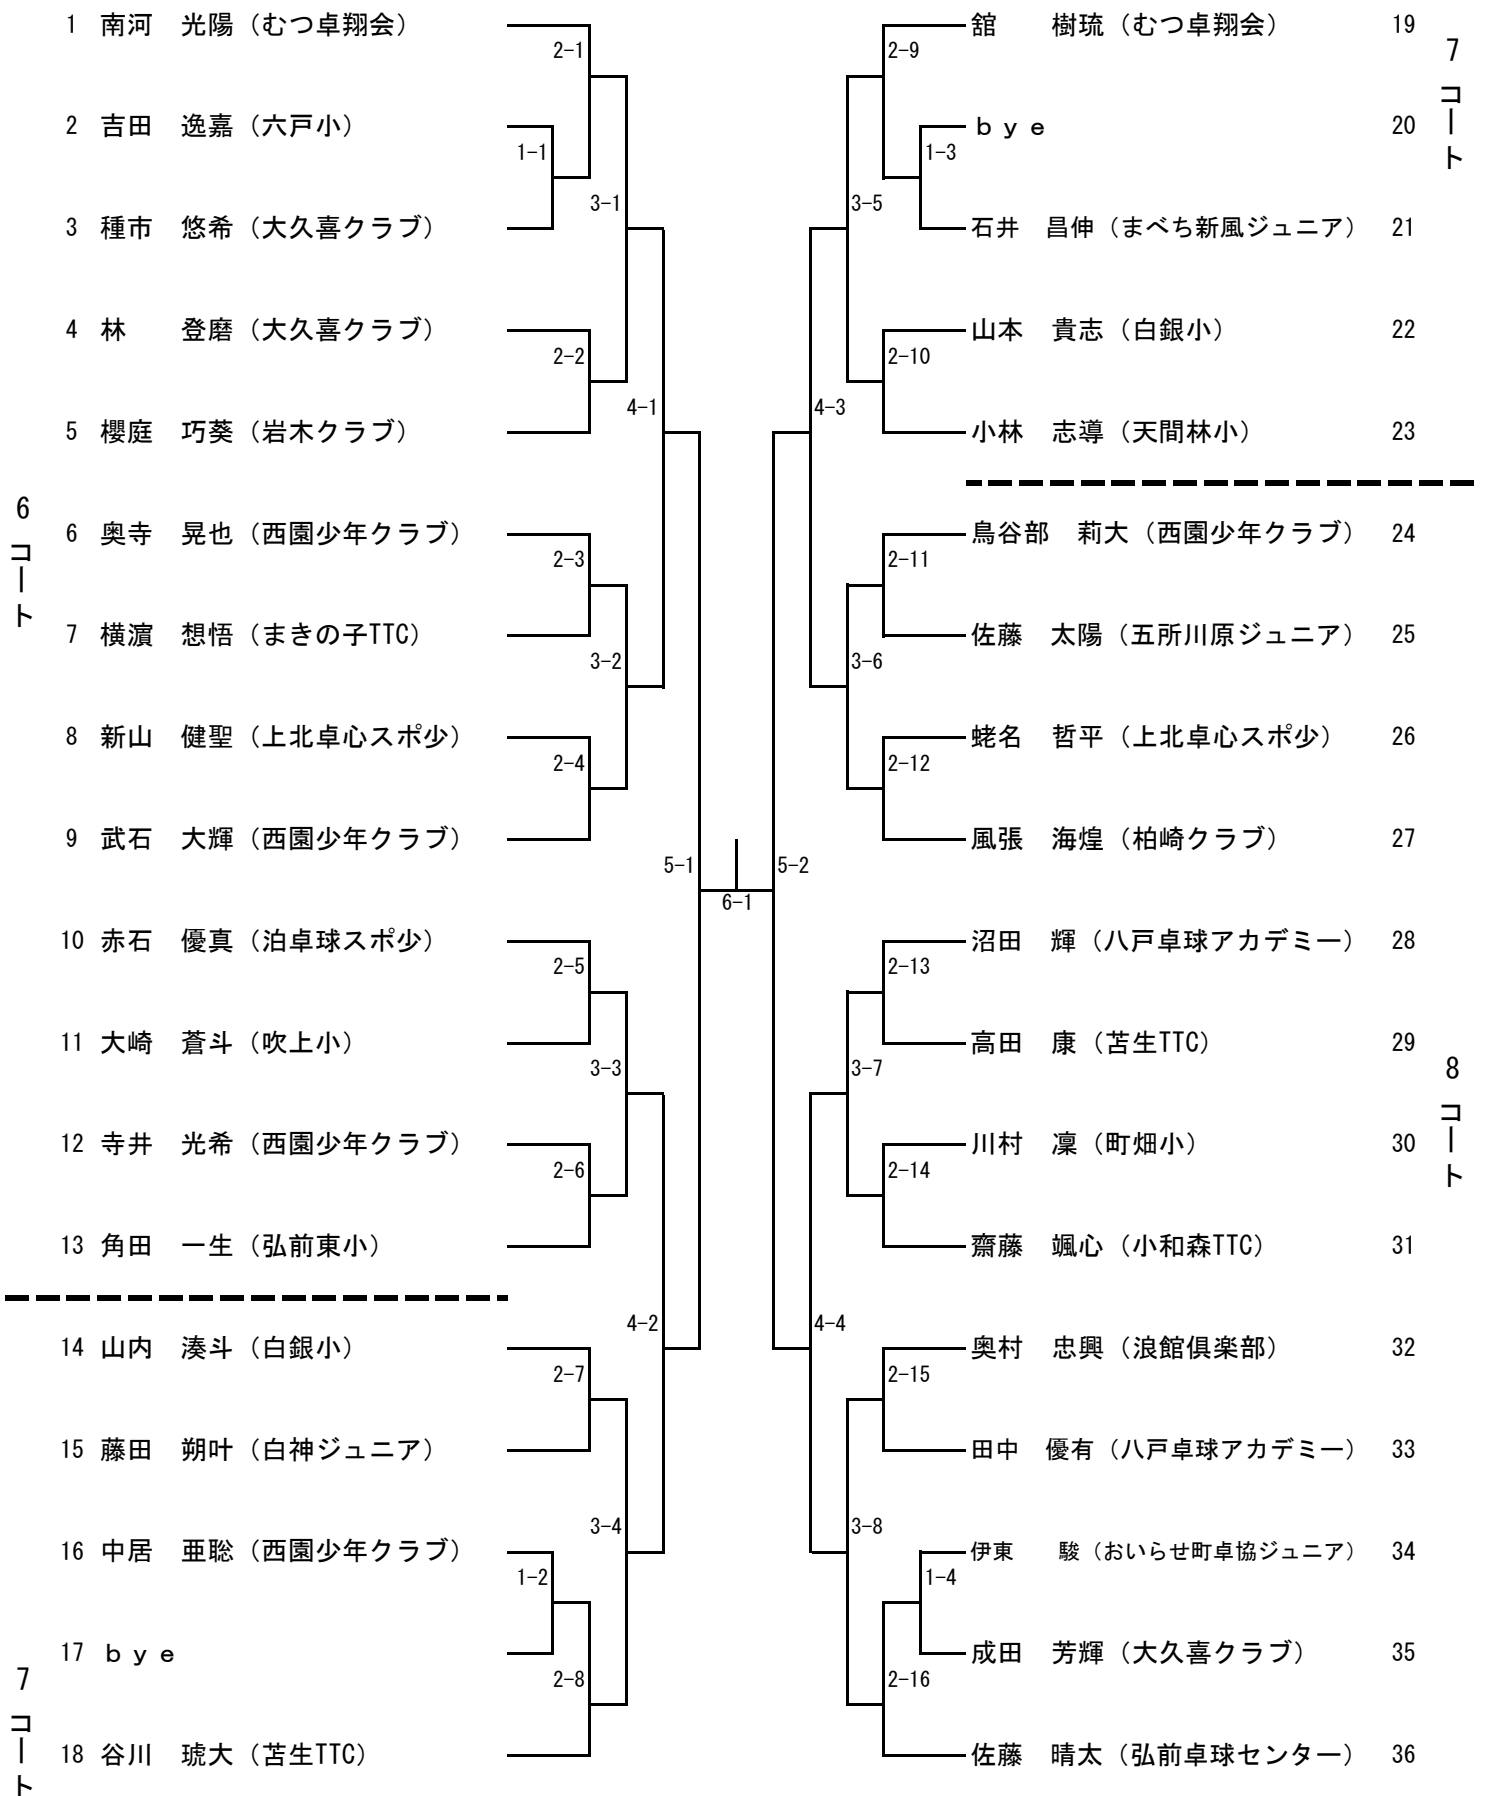 1 南河　光陽（むつ卓翔会）
2-1
2 吉田　逸嘉（六戸小）
1-1
3 種市　悠希（大久喜クラブ）
3-1
4 林　　登磨（大久喜クラブ）
2-2
4-1
5 櫻庭　巧葵（岩木クラブ）
6コート
6 奥寺　晃也（西園少年クラブ）
2-3
7 横濵　想悟（まきの子TTC）
3-2
8 新山　健聖（上北卓心スポ少）
2-4
9 武石　大輝（西園少年クラブ）
5-1
10 赤石　優真（泊卓球スポ少）
2-5
11 大崎　蒼斗（吹上小）
3-3
12 寺井　光希（西園少年クラブ）
2-6
13 角田　一生（弘前東小）
4-2
14 山内　湊斗（白銀小）
2-7
15 藤田　朔叶（白神ジュニア）
3-4
16 中居　亜聡（西園少年クラブ）
1-2
17 ｂｙｅ
2-8
7コート
18 谷川　琥大（苫生TTC）
6-1
舘　　樹琉（むつ卓翔会） 19
2-9
7コート
ｂｙｅ 20
1-3
3-5
石井　昌伸（まべち新風ジュニア） 21
山本　貴志（白銀小） 22
2-10
4-3
小林　志導（天間林小） 23
鳥谷部　莉大（西園少年クラブ） 24
2-11
佐藤　太陽（五所川原ジュニア） 25
3-6
蛯名　哲平（上北卓心スポ少） 26
2-12
風張　海煌（柏崎クラブ） 27
5-2
沼田　輝（八戸卓球アカデミー） 28
2-13
高田　康（苫生TTC） 29
3-7
8コート
川村　凜（町畑小） 30
2-14
齋藤　颯心（小和森TTC） 31
4-4
奥村　忠興（浪館倶楽部） 32
2-15
田中　優有（八戸卓球アカデミー） 33
3-8
伊東　　駿（おいらせ町卓協ジュニア） 34
1-4
成田　芳輝（大久喜クラブ） 35
2-16
佐藤　晴太（弘前卓球センター） 36